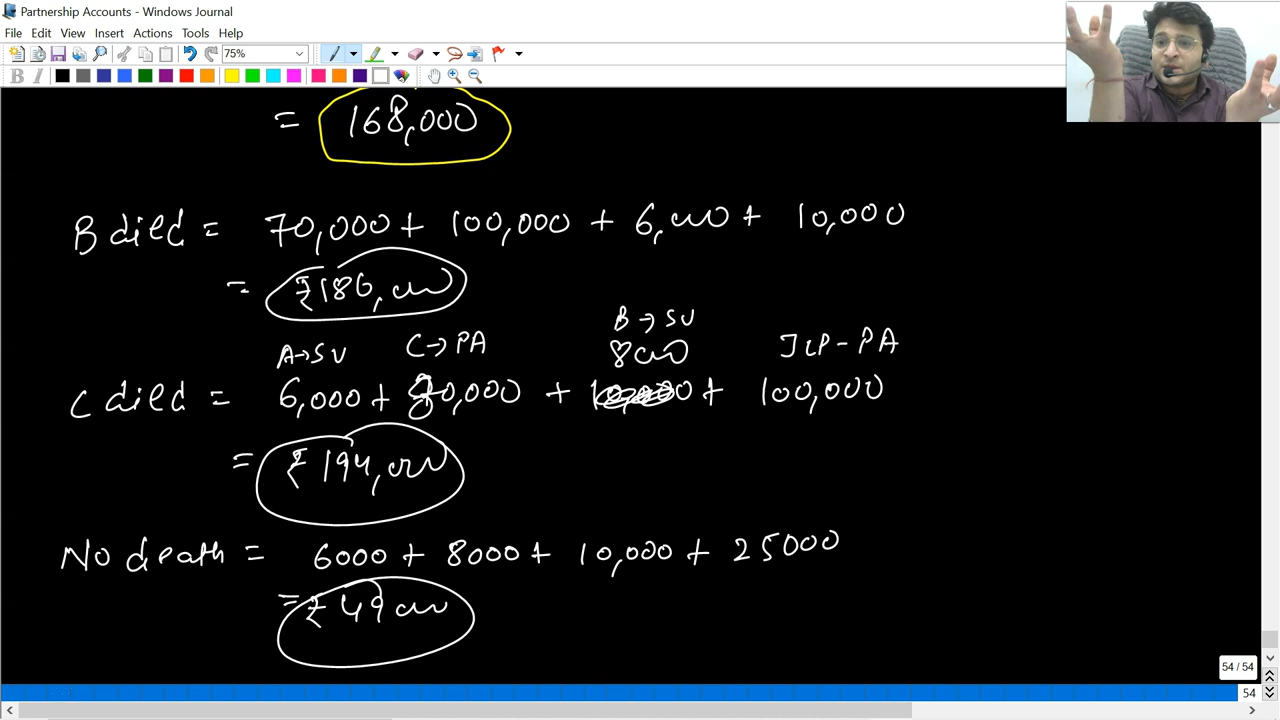 Partnership Accounts - Windows Journal
File Edit View Insert Actions Tools Help
75%
B I
= 168,000
B died = 70,000 + 100,000 + 6,000 + 10,000
= ₹186,000
A→SV C→PA B→SV JLP-PA
8000
C died = 6,000 + 80,000 + + 100,000
= ₹194,000
No death = 6000 + 8000 + 10,000 + 25000
= ₹49000
54 / 54
54